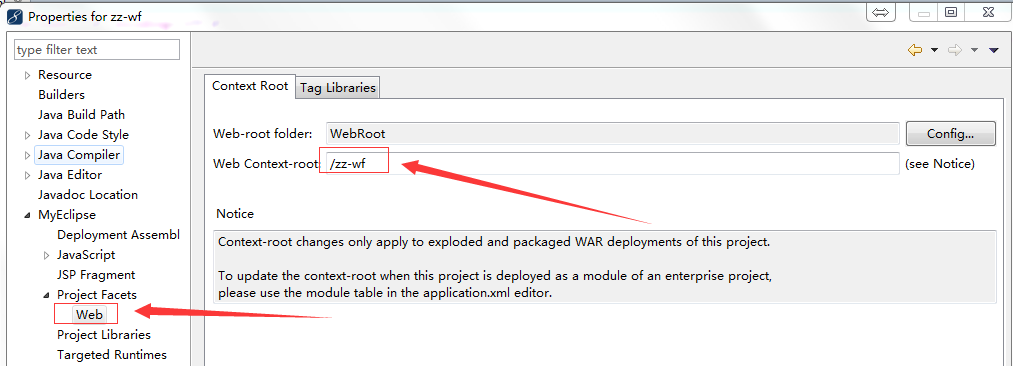 Properties for zz-wf
type filter text
Resource
Builders
Java Build Path
Java Code Style
Java Compiler
Java Editor
Javadoc Location
MyEclipse
Deployment Assembl
JavaScript
JSP Fragment
Project Facets
Web
Project Libraries
Targeted Runtimes
Context Root Tag Libraries
Web-root folder: WebRoot Config...
Web Context-root: /zz-wf (see Notice)
Notice
Context-root changes only apply to exploded and packaged WAR deployments of this project.
To update the context-root when this project is deployed as a module of an enterprise project,
please use the module table in the application.xml editor.